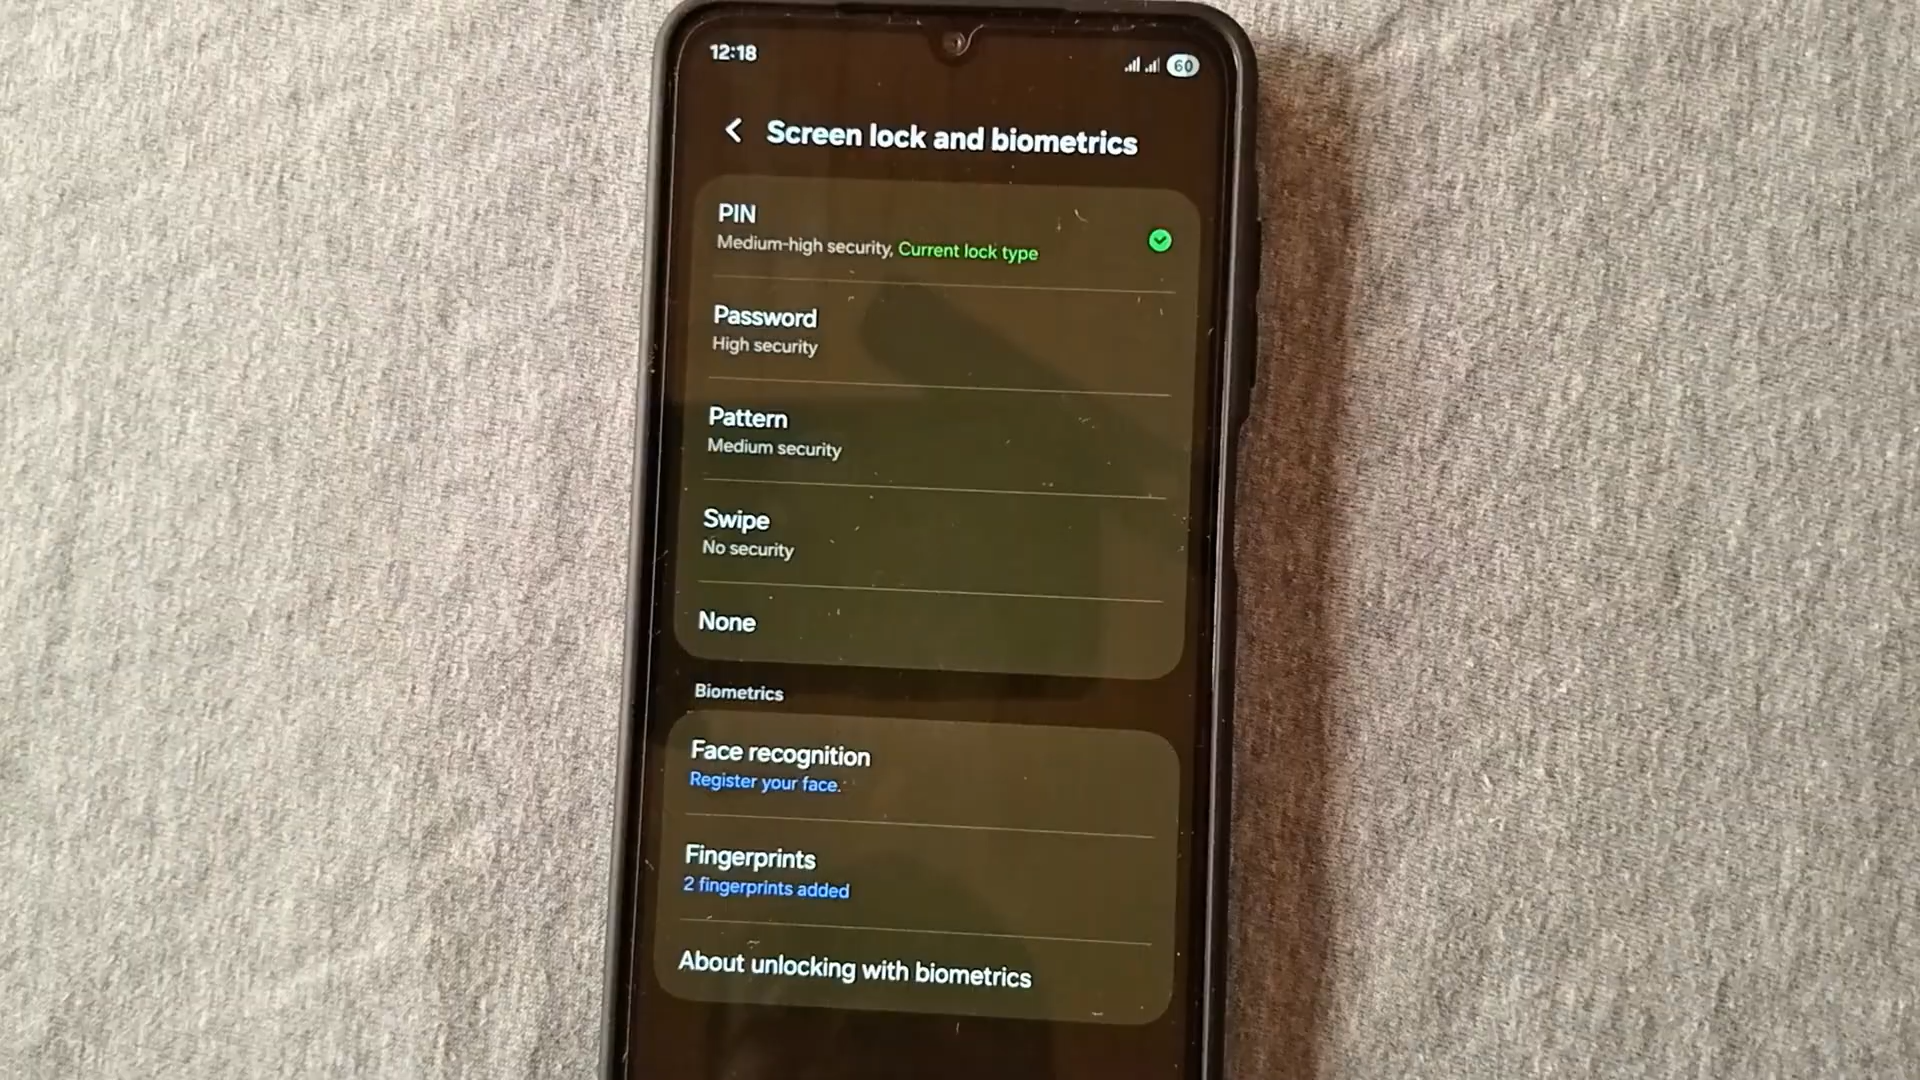 12:18
60
Screen lock and biometrics
PIN
Medium-high security, Current lock type
Password
High security
Pattern
Medium security
Swipe
No security
None
Biometrics
Face recognition
Register your face.
Fingerprints
2 fingerprints added
About unlocking with biometrics